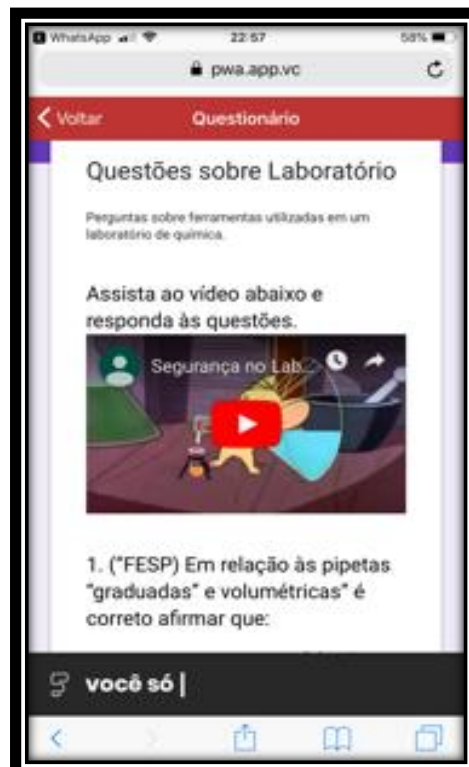 WhatsApp 22:57 58%
pwa.app.vc
Voltar Questionário
Questões sobre Laboratório
Perguntas sobre ferramentas utilizadas em um
laboratório de química.
Assista ao vídeo abaixo e
responda às questões.
Segurança no Lab...
1. ("FESP) Em relação às pipetas
"graduadas" e volumétricas" é
correto afirmar que:
você só |